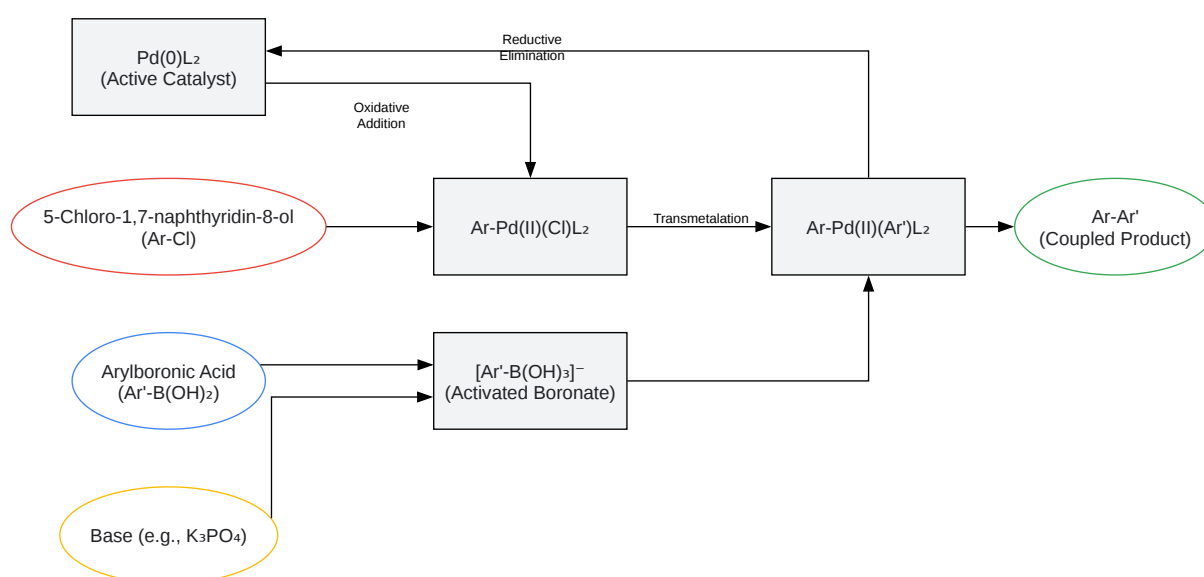 Pd(0)L₂
(Active Catalyst)
Reductive
Elimination
Oxidative
Addition
5-Chloro-1,7-naphthyridin-8-ol
(Ar-Cl)
Ar-Pd(II)(Cl)L₂
Transmetalation
Ar-Pd(II)(Ar')L₂
Ar-Ar'
(Coupled Product)
Arylboronic Acid
(Ar'-B(OH)₂)
[Ar'-B(OH)₃]⁻
(Activated Boronate)
Base (e.g., K₃PO₄)